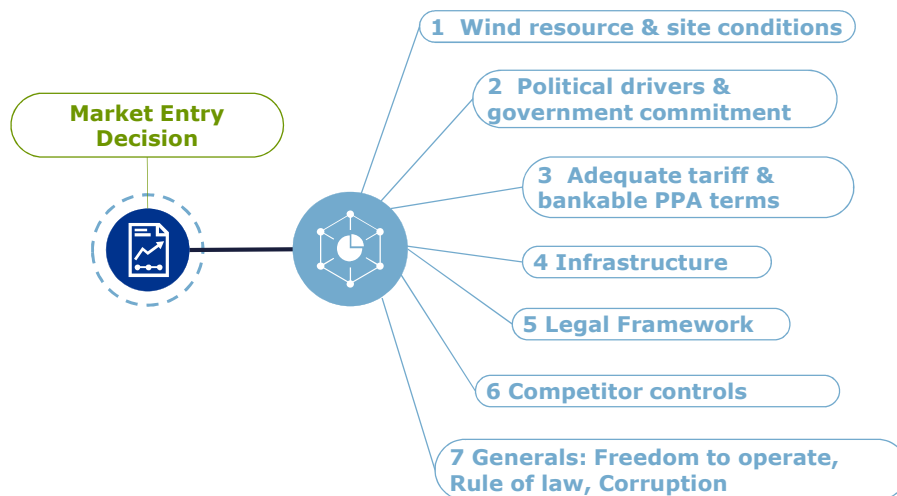 Market Entry
Decision
1 Wind resource & site conditions
2 Political drivers &
government commitment
3 Adequate tariff &
bankable PPA terms
4 Infrastructure
5 Legal Framework
6 Competitor controls
7 Generals: Freedom to operate,
Rule of law, Corruption